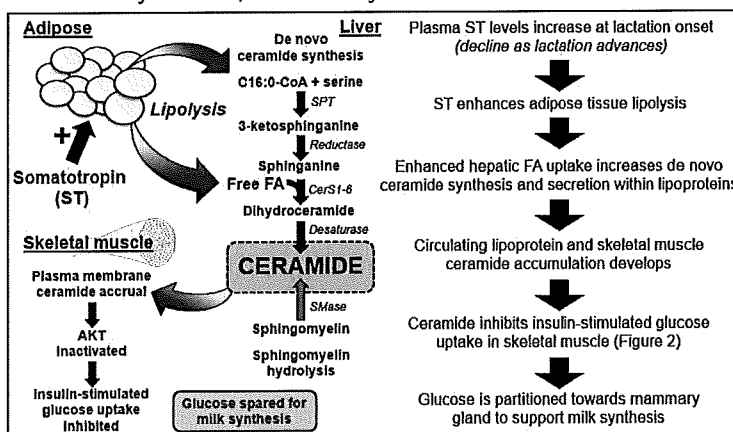 Adipose
Lipolysis
+
Somatotropin
(ST)
Liver
De novo
ceramide synthesis
C16:0-CoA + serine
SPT
3-ketosphinganine
Reductase
Sphinganine
Free FA
CerS1-6
Dihydroceramide
Desaturase
CERAMIDE
SMase
Sphingomyelin
Sphingomyelin
hydrolysis
Skeletal muscle
Plasma membrane
ceramide accrual
AKT
Inactivated
Insulin-stimulated
glucose uptake
inhibited
Glucose spared for
milk synthesis
Plasma ST levels increase at lactation onset
(decline as lactation advances)
ST enhances adipose tissue lipolysis
Enhanced hepatic FA uptake increases de novo
ceramide synthesis and secretion within lipoproteins
Circulating lipoprotein and skeletal muscle
ceramide accumulation develops
Ceramide inhibits insulin-stimulated glucose
uptake in skeletal muscle (Figure 2)
Glucose is partitioned towards mammary
gland to support milk synthesis